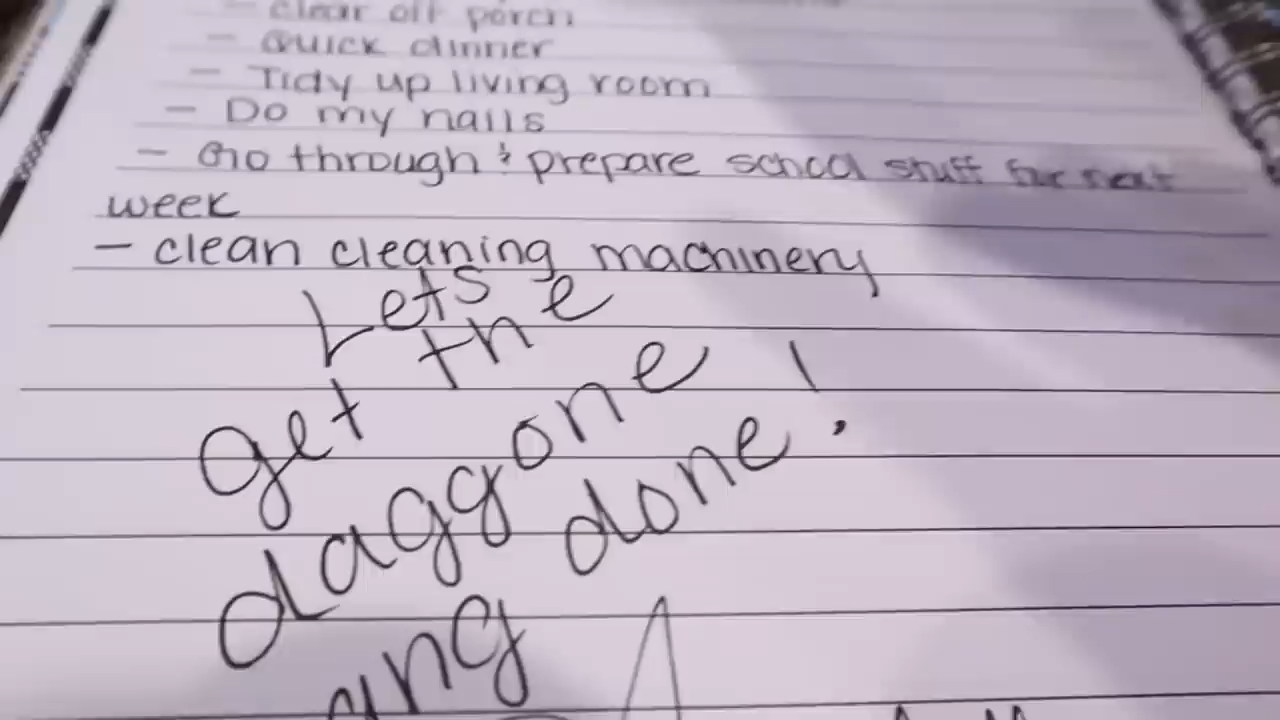 - clear off porch
- Quick dinner
- Tidy up living room
- Do my nails
- Go through & prepare school stuff for next
week
- clean cleaning machinery
Lets
get the
daggone
done!